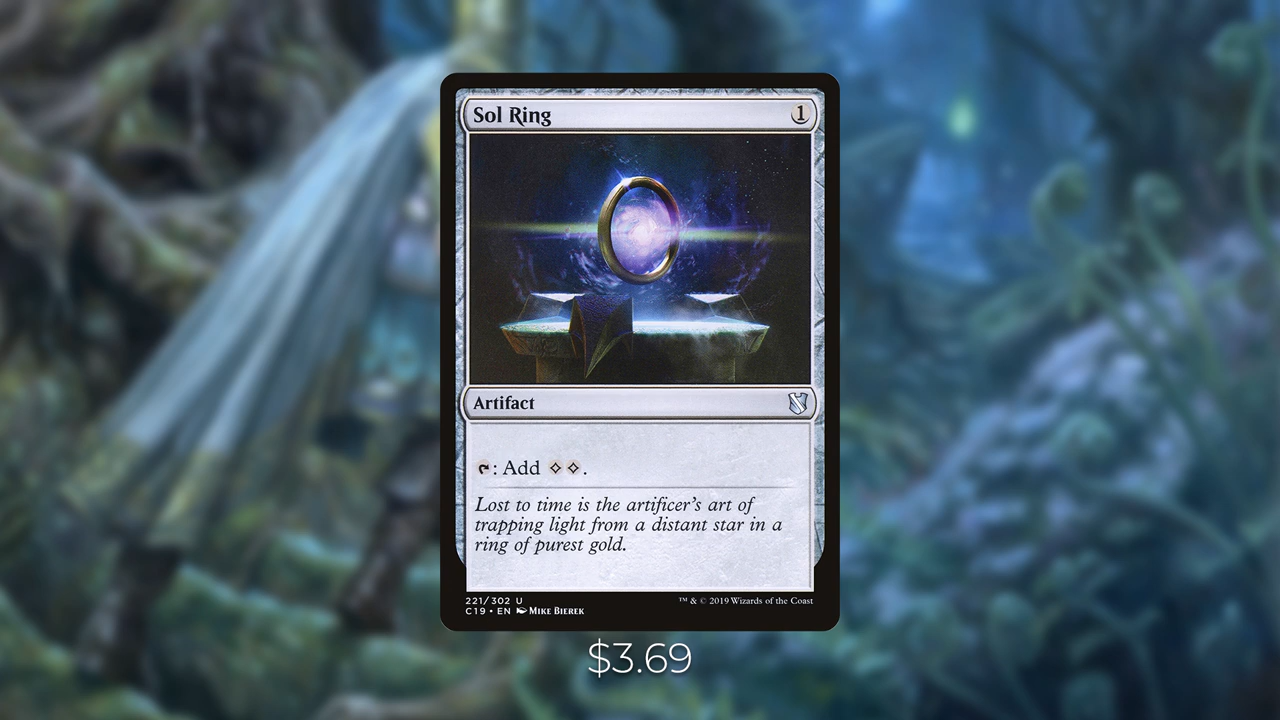 Sol Ring 1
Artifact
: Add .
Lost to time is the artificer's art of
trapping light from a distant star in a
ring of purest gold.
221/302 U
C19 • EN MIKE BIEREK
™ & © 2019 Wizards of the Coast
$3.69